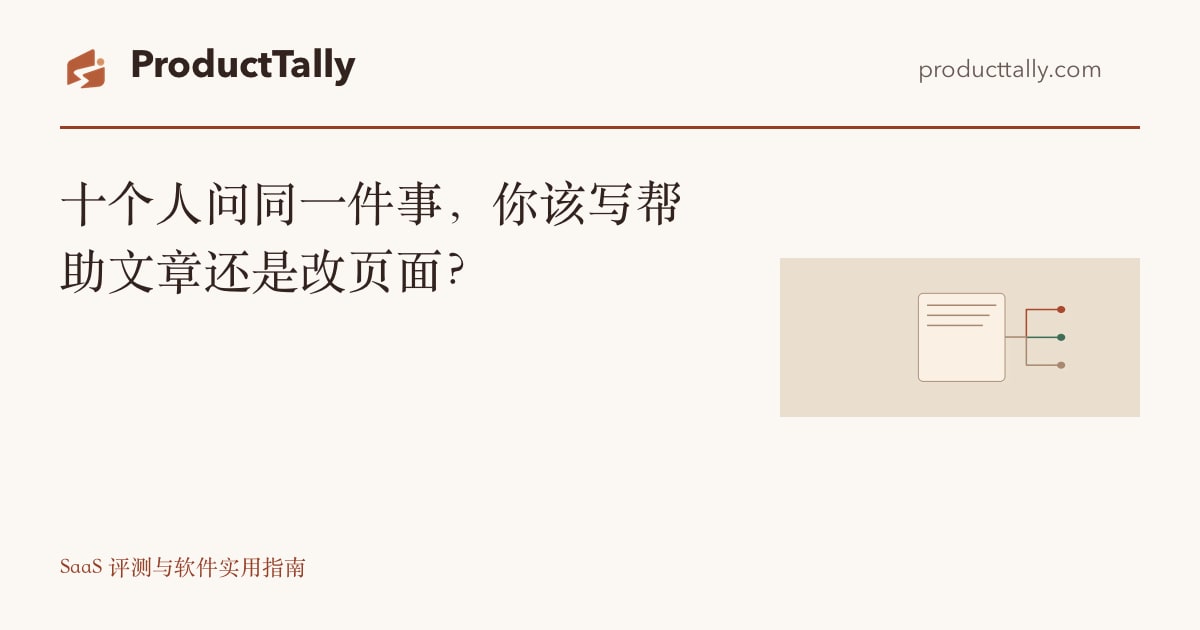 ProductTally
producttally.com
十个人问同一件事，你该写帮
助文章还是改页面？
SaaS 评测与软件实用指南